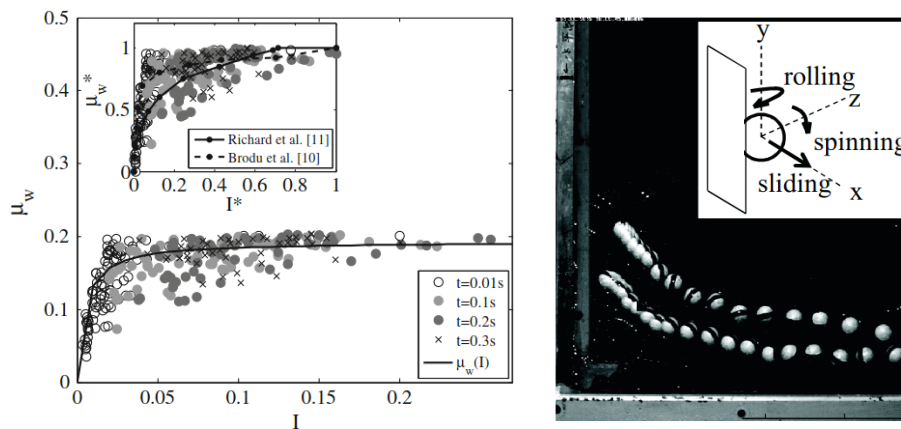 0.5
0.4
0.3
0.2
0.1
0
μw
0 0.05 0.1 0.15 0.2
I
1
0.5
0
μw*
0 0.2 0.4 0.6 0.8 1
I*
Richard et al. [11]
Brodu et al. [10]
t=0.01s
t=0.1s
t=0.2s
t=0.3s
μw(I)
y
rolling
z
spinning
sliding
x